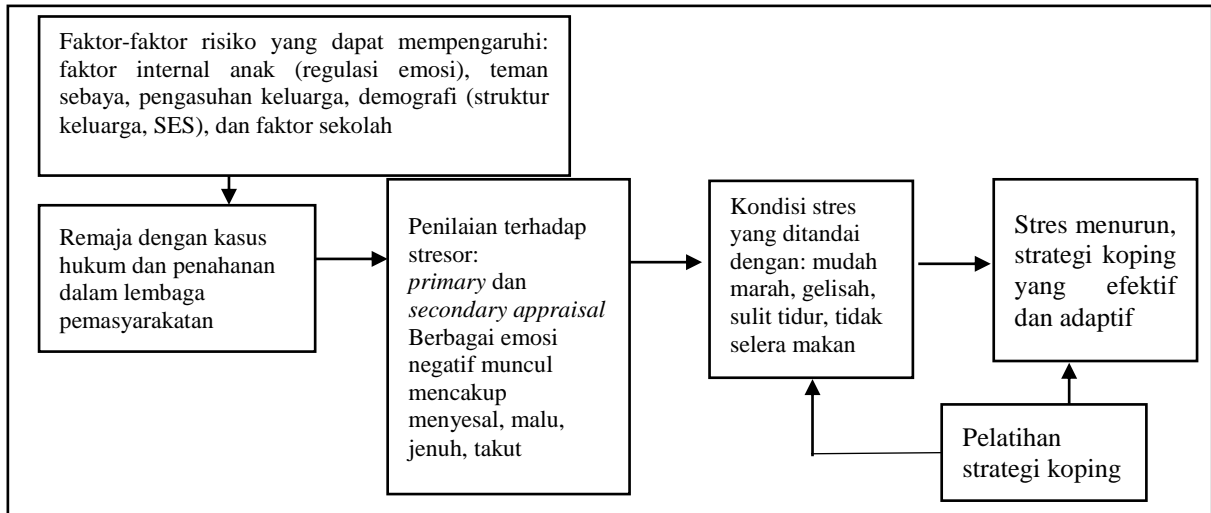 Faktor-faktor risiko yang dapat mempengaruhi:
faktor internal anak (regulasi emosi), teman
sebaya, pengasuhan keluarga, demografi (struktur
keluarga, SES), dan faktor sekolah
Remaja dengan kasus
hukum dan penahanan
dalam lembaga
pemasyarakatan
Penilaian terhadap
stresor:
primary dan
secondary appraisal
Berbagai emosi
negatif muncul
mencakup
menyesal, malu,
jenuh, takut
Kondisi stres
yang ditandai
dengan: mudah
marah, gelisah,
sulit tidur, tidak
selera makan
Stres menurun,
strategi koping
yang efektif
dan adaptif
Pelatihan
strategi koping